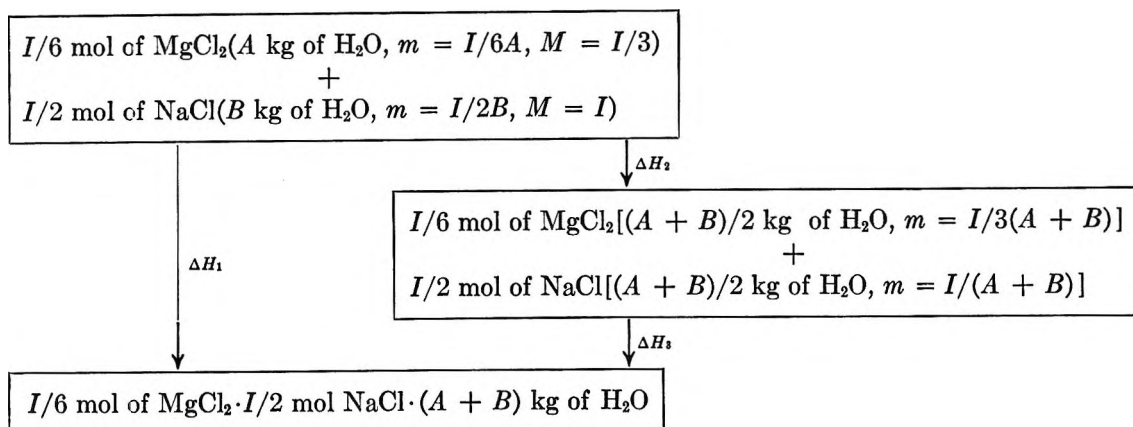 I/6 mol of MgCl₂(A kg of H₂O, m = I/6A, M = I/3)
+
I/2 mol of NaCl(B kg of H₂O, m = I/2B, M = I)
ΔH₂
I/6 mol of MgCl₂[(A + B)/2 kg of H₂O, m = I/3(A + B)]
+
I/2 mol of NaCl[(A + B)/2 kg of H₂O, m = I/(A + B)]
ΔH₁
ΔH₃
I/6 mol of MgCl₂·I/2 mol NaCl·(A + B) kg of H₂O